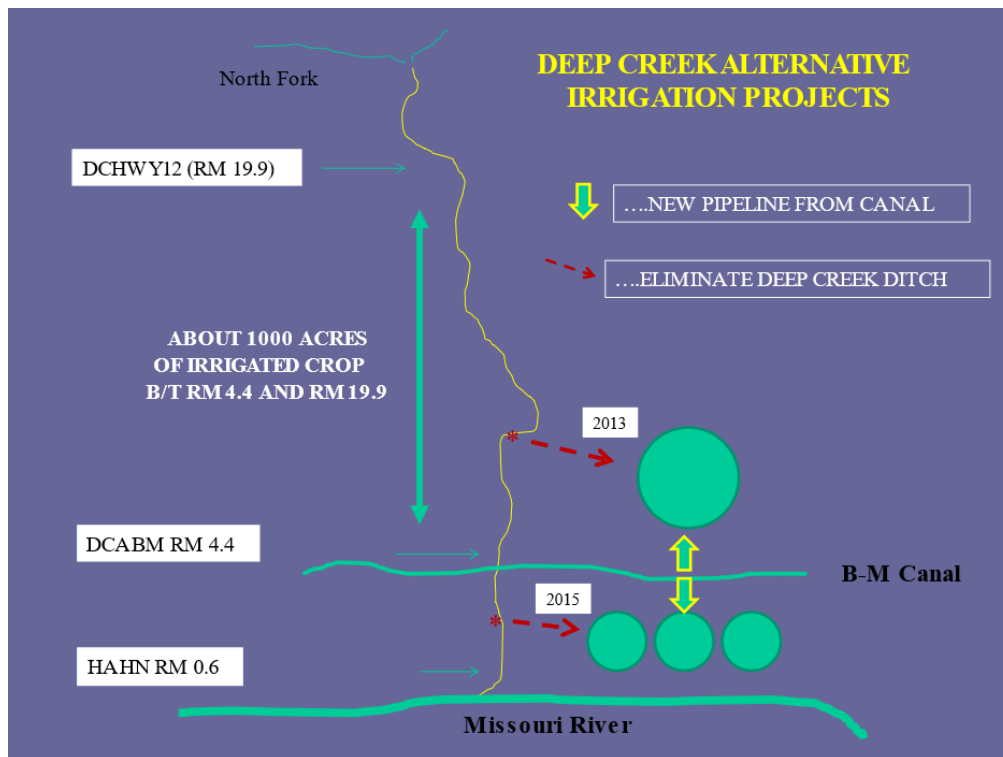 DEEP CREEK ALTERNATIVE
IRRIGATION PROJECTS
North Fork
DCHWY12 (RM 19.9)
….NEW PIPELINE FROM CANAL
….ELIMINATE DEEP CREEK DITCH
ABOUT 1000 ACRES
OF IRRIGATED CROP
B/T RM 4.4 AND RM 19.9
*
2013
DCABM RM 4.4
B-M Canal
2015
*
HAHN RM 0.6
Missouri River